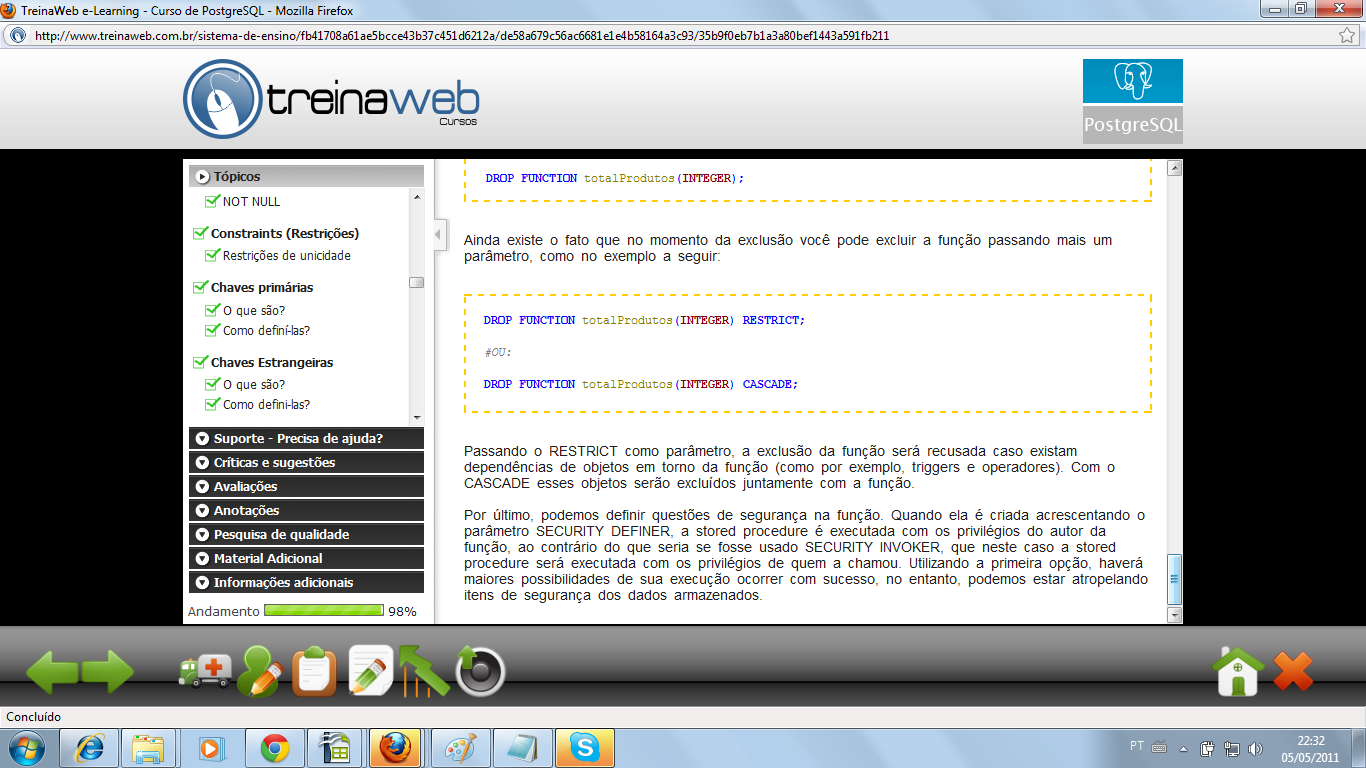 TreinaWeb e-Learning - Curso de PostgreSQL - Mozilla Firefox
http://www.treinaweb.com.br/sistema-de-ensino/fb41708a61ae5bcce43b37c451d6212a/de58a679c56ac6681e1e4b58164a3c93/35b9f0eb7b1a3a80bef1443a591fb211
treinaweb
Cursos
PostgreSQL
Tópicos
NOT NULL
Constraints (Restrições)
Restrições de unicidade
Chaves primárias
O que são?
Como definí-las?
Chaves Estrangeiras
O que são?
Como defini-las?
Suporte - Precisa de ajuda?
Críticas e sugestões
Avaliações
Anotações
Pesquisa de qualidade
Material Adicional
Informações adicionais
Andamento 98%
DROP FUNCTION totalProdutos(INTEGER);
Ainda existe o fato que no momento da exclusão você pode excluir a função passando mais um
parâmetro, como no exemplo a seguir:
DROP FUNCTION totalProdutos(INTEGER) RESTRICT;
#OU:
DROP FUNCTION totalProdutos(INTEGER) CASCADE;
Passando o RESTRICT como parâmetro, a exclusão da função será recusada caso existam
dependências de objetos em torno da função (como por exemplo, triggers e operadores). Com o
CASCADE esses objetos serão excluídos juntamente com a função.
Por último, podemos definir questões de segurança na função. Quando ela é criada acrescentando o
parâmetro SECURITY DEFINER, a stored procedure é executada com os privilégios do autor da
função, ao contrário do que seria se fosse usado SECURITY INVOKER, que neste caso a stored
procedure será executada com os privilégios de quem a chamou. Utilizando a primeira opção, haverá
maiores possibilidades de sua execução ocorrer com sucesso, no entanto, podemos estar atropelando
itens de segurança dos dados armazenados.
Concluído
PT
22:32
05/05/2011